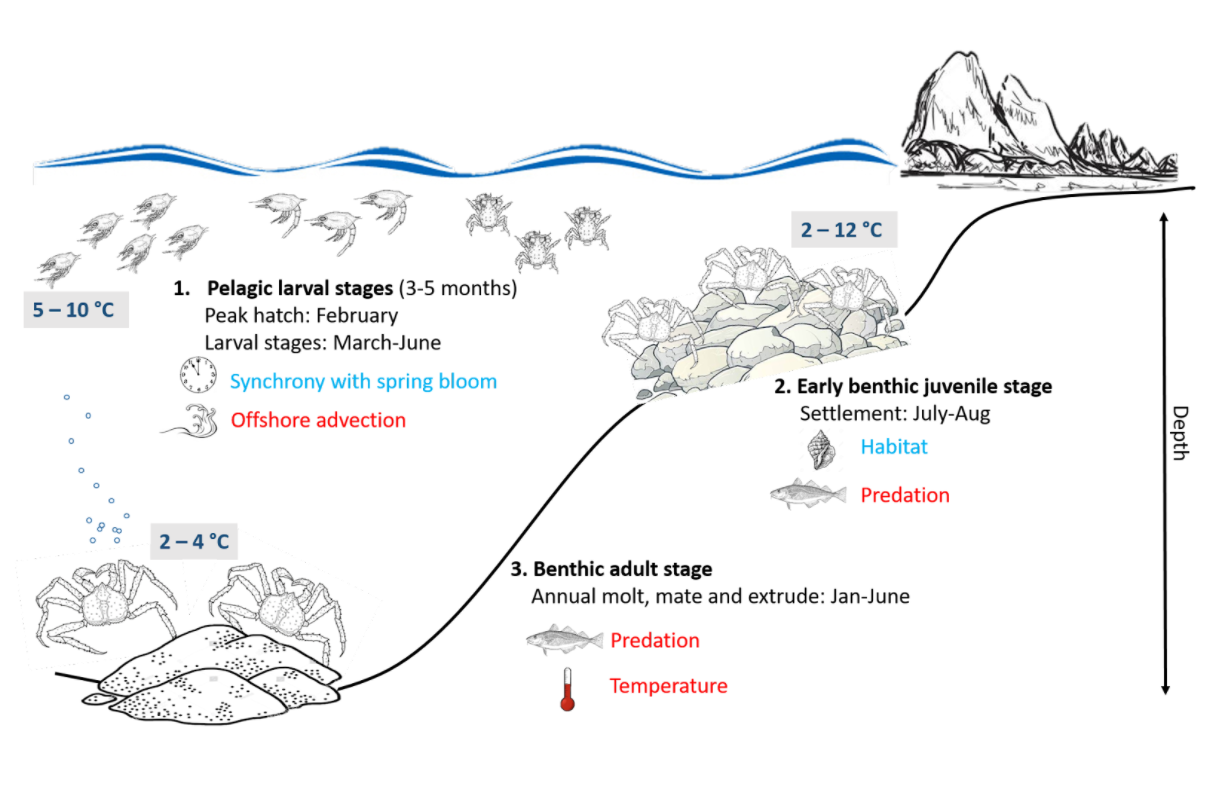 5 – 10 °C
1. Pelagic larval stages (3-5 months)
Peak hatch: February
Larval stages: March-June
Synchrony with spring bloom
Offshore advection
2 – 12 °C
2. Early benthic juvenile stage
Settlement: July-Aug
Habitat
Predation
Depth
2 – 4 °C
3. Benthic adult stage
Annual molt, mate and extrude: Jan-June
Predation
Temperature